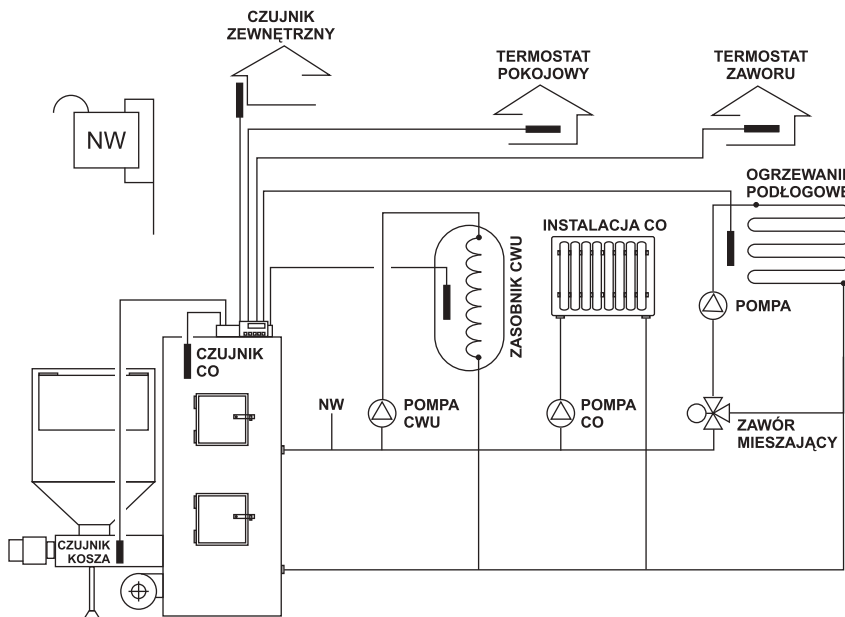 CZUJNIK
ZEWNĘTRZNY
TERMOSTAT
POKOJOWY
TERMOSTAT
ZAWORU
NW
OGRZEWANIE
PODŁOGOWE
INSTALACJA CO
ZASOBNIK CWU
POMPA
CZUJNIK
CO
NW
POMPA
CWU
POMPA
CO
ZAWÓR
MIESZAJĄCY
CZUJNIK
KOSZA